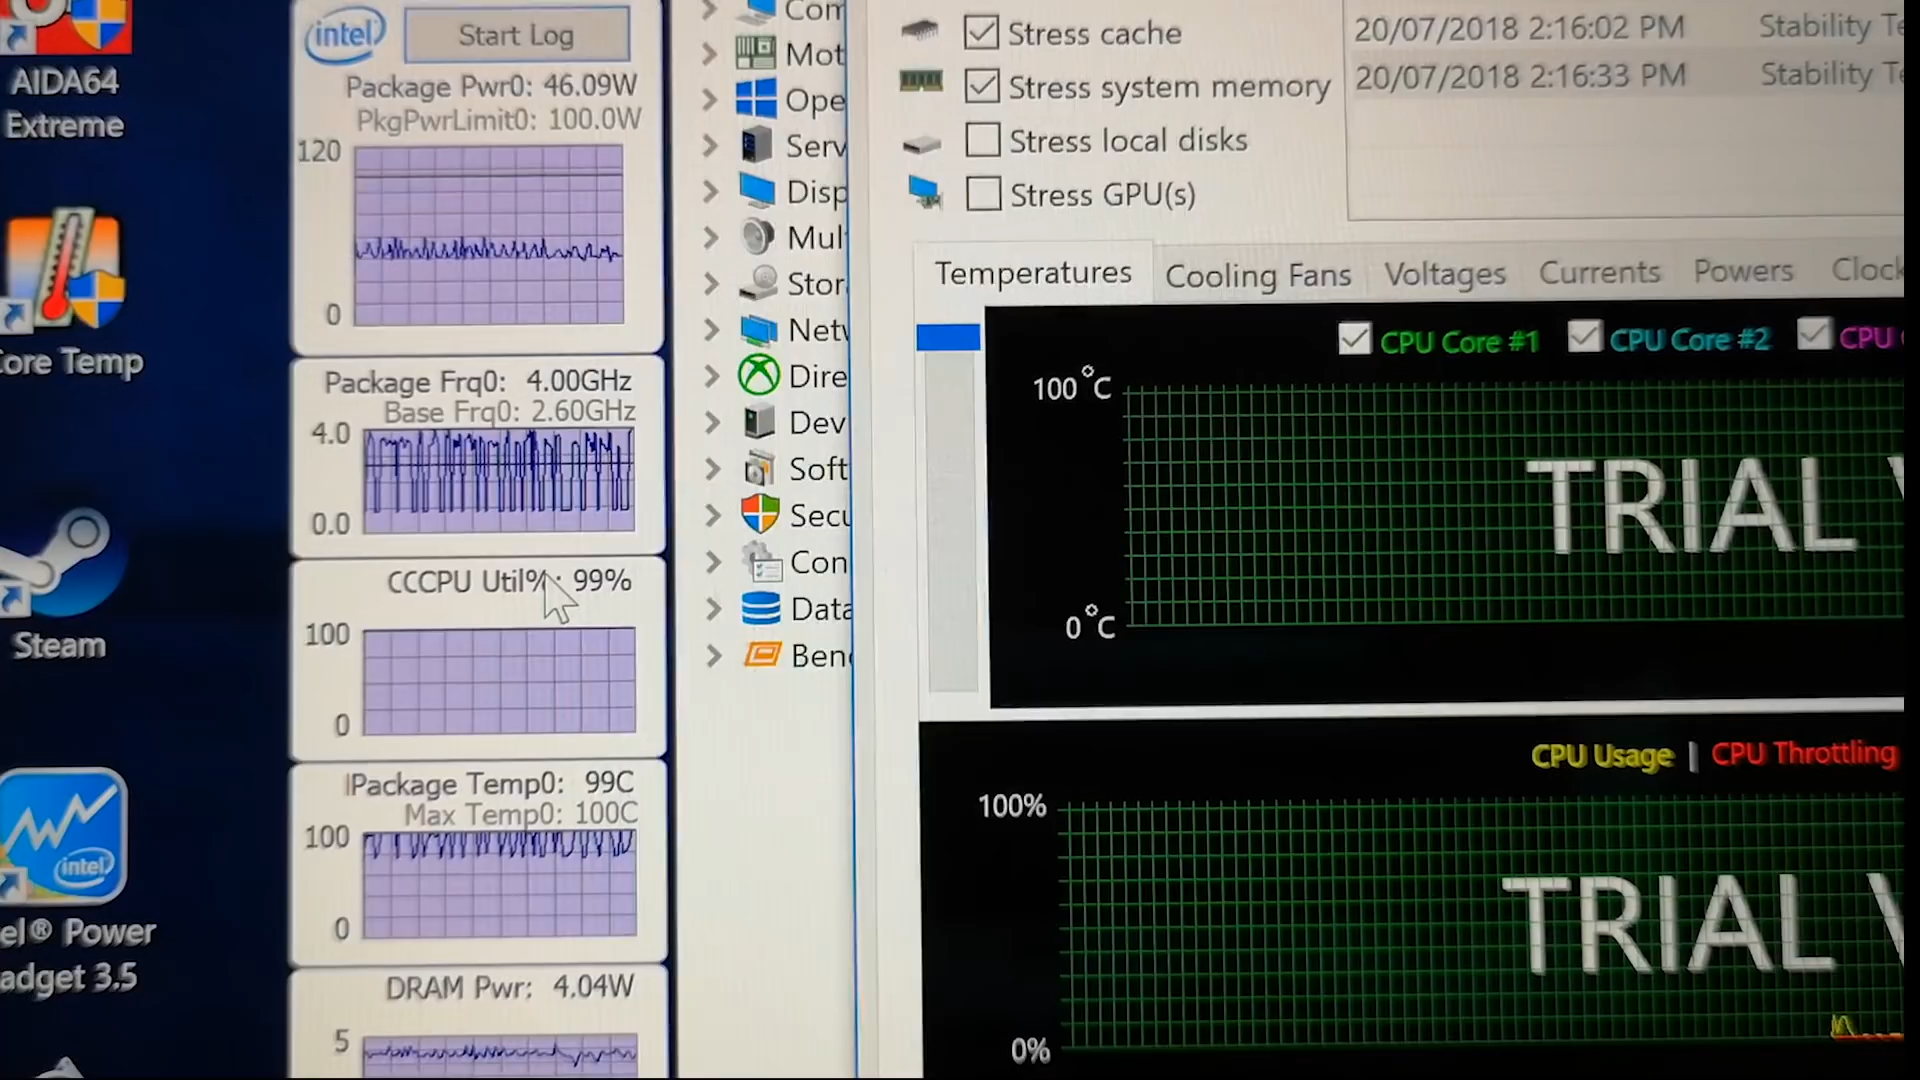 AIDA64
Extreme
Core Temp
Steam
el® Power
adget 3.5
intel
intel
Start Log
Package Pwr0: 46.09W
PkgPwrLimit0: 100.0W
120
0
Package Frq0: 4.00GHz
Base Frq0: 2.60GHz
4.0
0.0
CCCPU Util%: 99%
100
0
Package Temp0: 99C
Max Temp0: 100C
100
0
DRAM Pwr: 4.04W
5
Com
Mot
Ope
Serv
Disp
Mul
Stor
Netw
Dire
Dev
Soft
Secu
Con
Data
Ben
Stress cache
Stress system memory
Stress local disks
Stress GPU(s)
20/07/2018 2:16:02 PM Stability Te
20/07/2018 2:16:33 PM Stability Te
Temperatures Cooling Fans Voltages Currents Powers Clock
CPU Core #1 CPU Core #2 CPU
100°C
TRIAL V
0°C
CPU Usage | CPU Throttling
100%
TRIAL V
0%